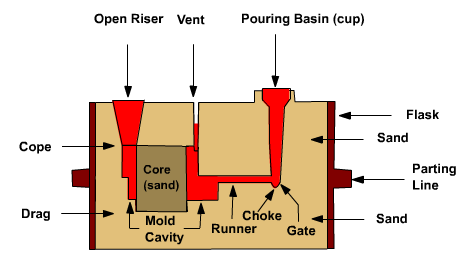 Open Riser
Vent
Pouring Basin (cup)
Flask
Sand
Cope
Core
(sand)
Parting
Line
Drag
Mold
Cavity
Runner
Choke
Gate
Sand